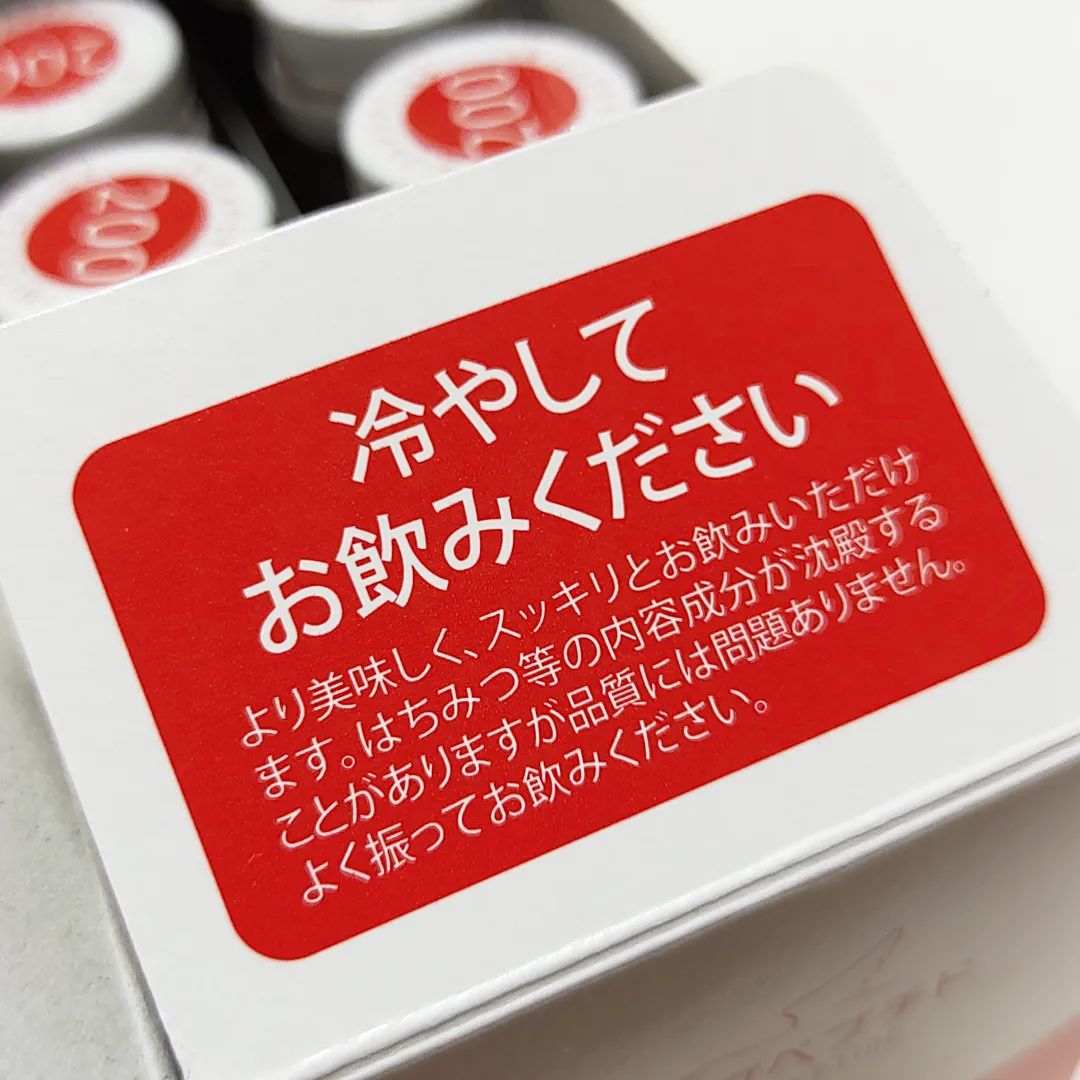 200
200
200
冷やして
お飲みください
より美味しく、スッキリとお飲みいただけ
ます。はちみつ等の内容成分が沈殿する
ことがありますが品質には問題ありません。
よく振ってお飲みください。